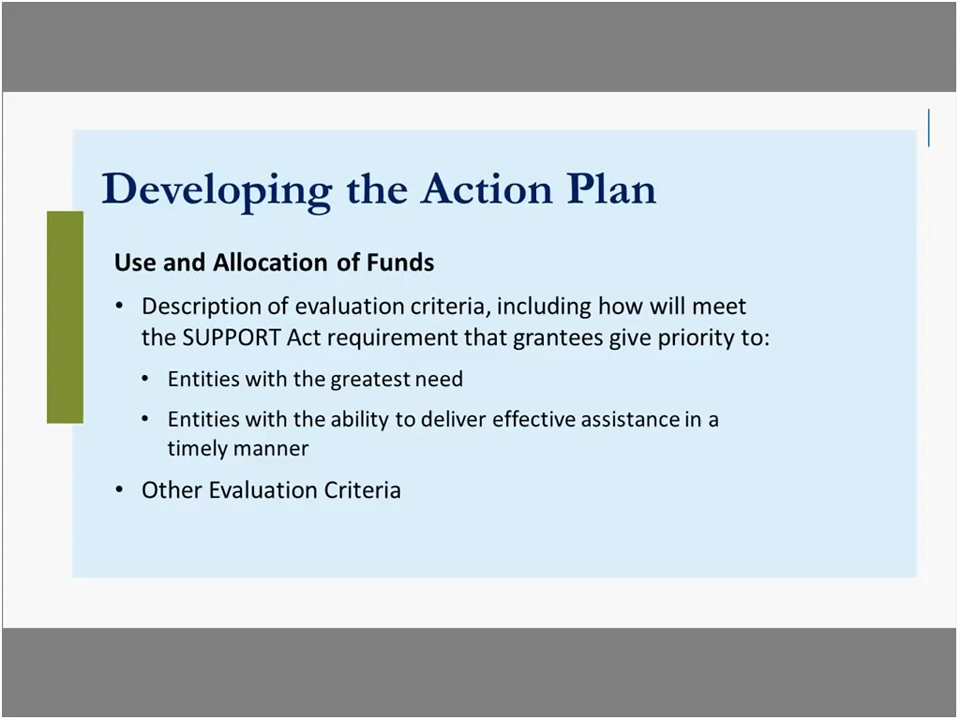 Developing the Action Plan
Use and Allocation of Funds
• Description of evaluation criteria, including how will meet
the SUPPORT Act requirement that grantees give priority to:
• Entities with the greatest need
• Entities with the ability to deliver effective assistance in a
timely manner
• Other Evaluation Criteria